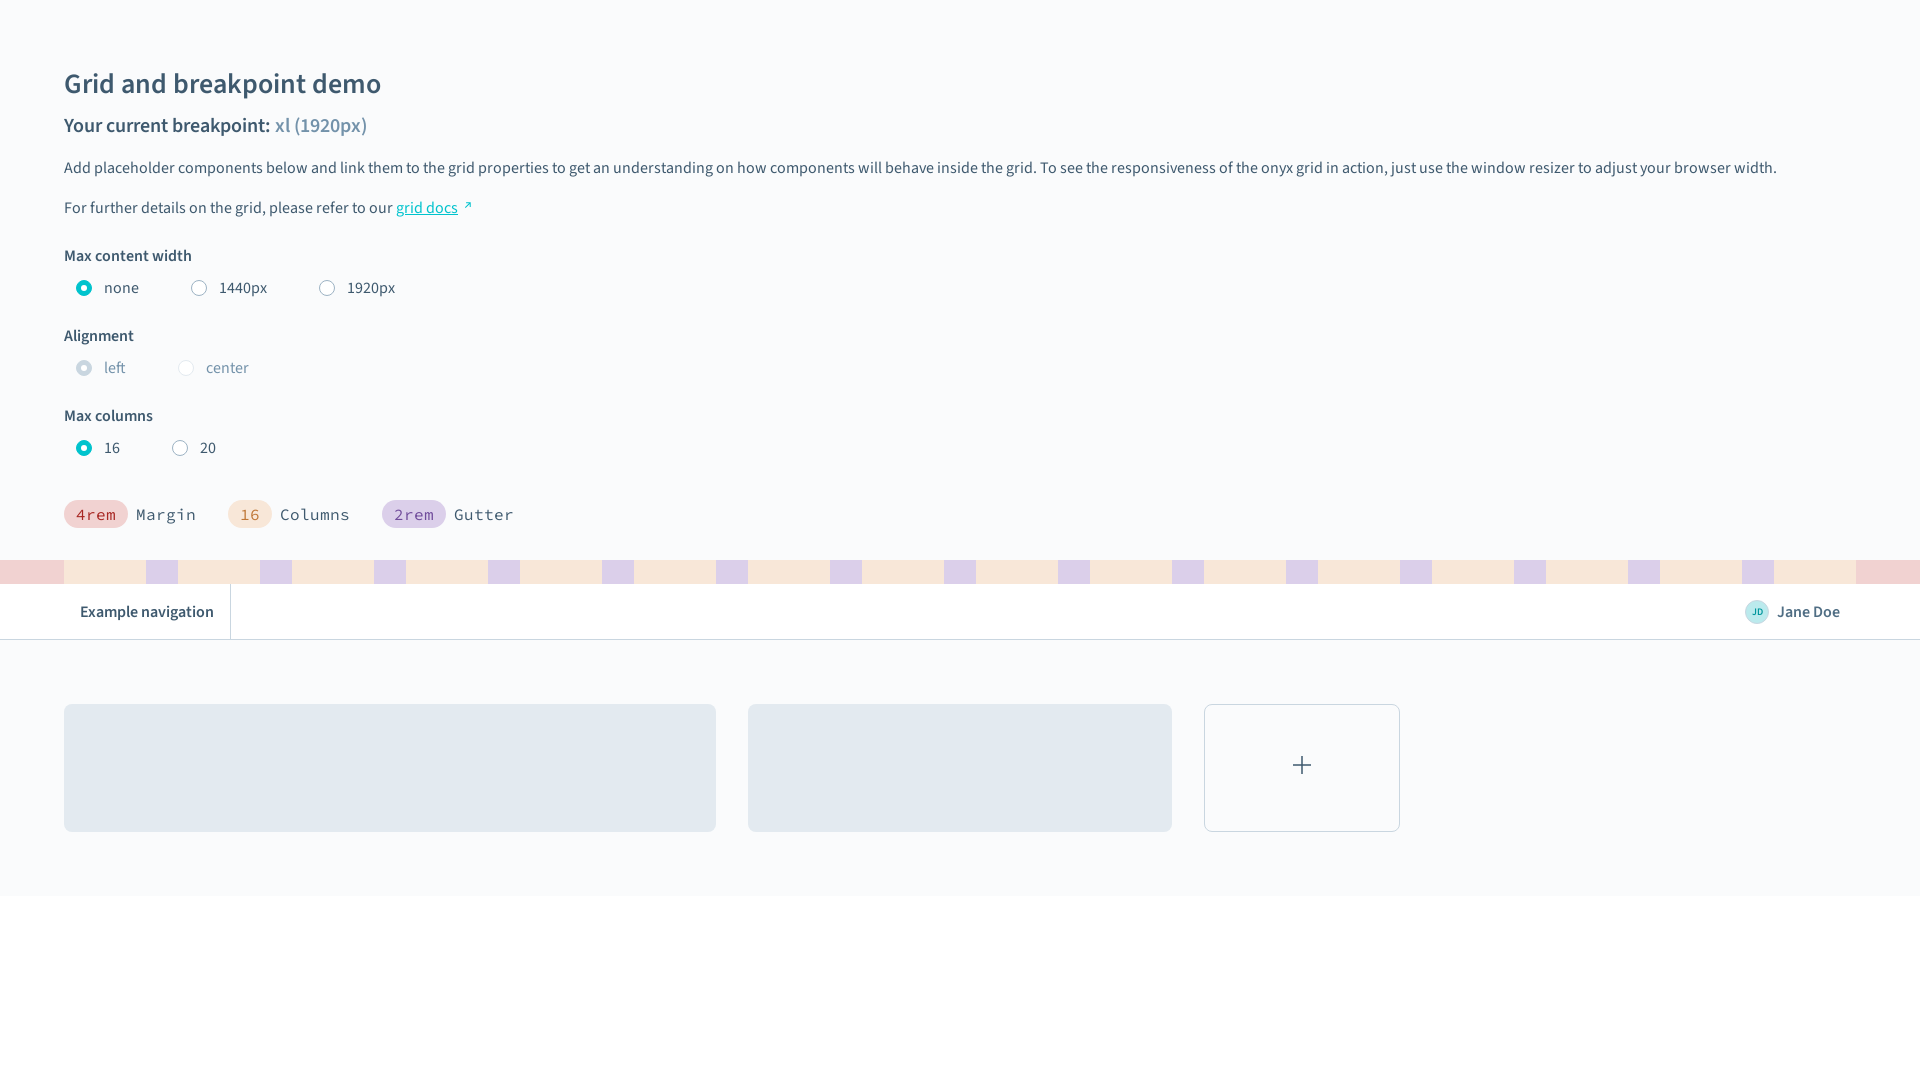 Grid and breakpoint demo
Your current breakpoint: xl (1920px)
Add placeholder components below and link them to the grid properties to get an understanding on how components will behave inside the grid. To see the responsiveness of the onyx grid in action, just use the window resizer to adjust your browser width.
For further details on the grid, please refer to our grid docs
Max content width
none 1440px 1920px
Alignment
left center
Max columns
16 20
4rem Margin 16 Columns 2rem Gutter
Example navigation JD Jane Doe